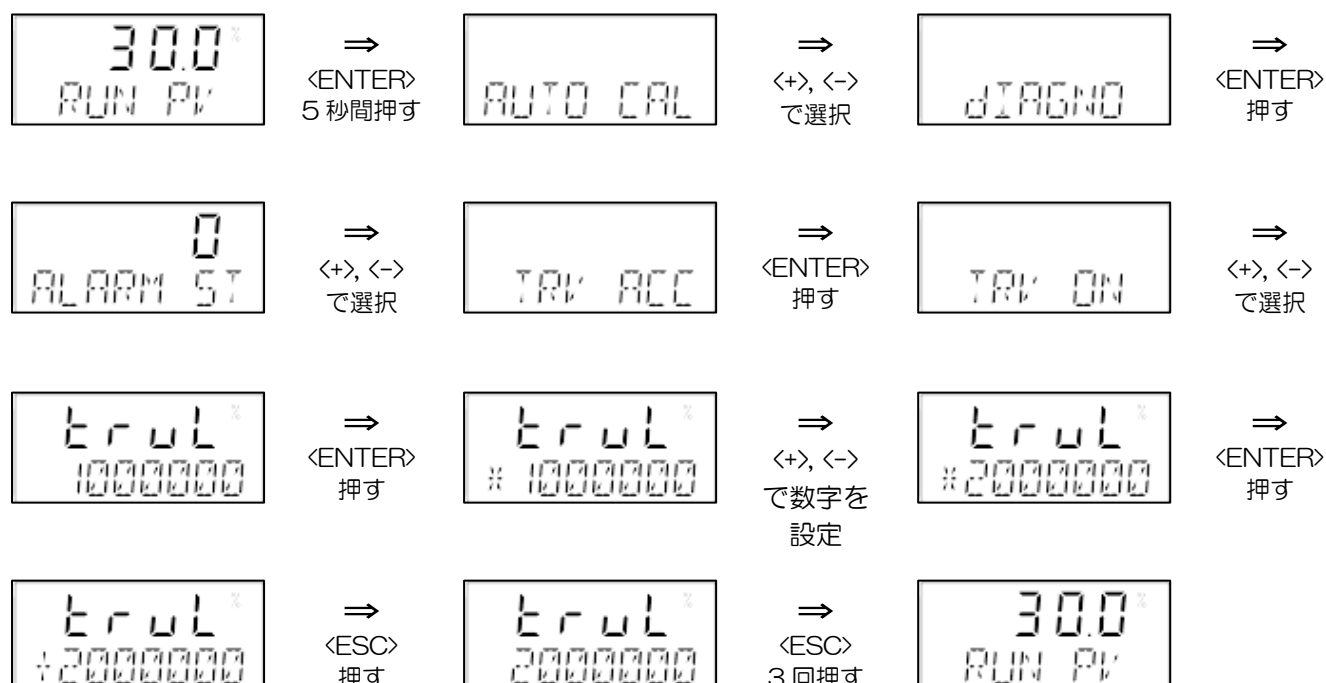 30.0 %
RUN PV
⇒
<ENTER>
5 秒間押す
AUTO CAL
⇒
<+>, <->
で選択
dIAGNO
⇒
<ENTER>
押す
0
ALARM ST
⇒
<+>, <->
で選択
TRV ACC
⇒
<ENTER>
押す
TRV ON
⇒
<+>, <->
で選択
truL %
1000000
⇒
<ENTER>
押す
truL %
* 1000000
⇒
<+>, <->
で数字を
設定
truL %
*2000000
⇒
<ENTER>
押す
truL %
+2000000
⇒
<ESC>
押す
truL %
2000000
⇒
<ESC>
3 回押す
30.0 %
RUN PV